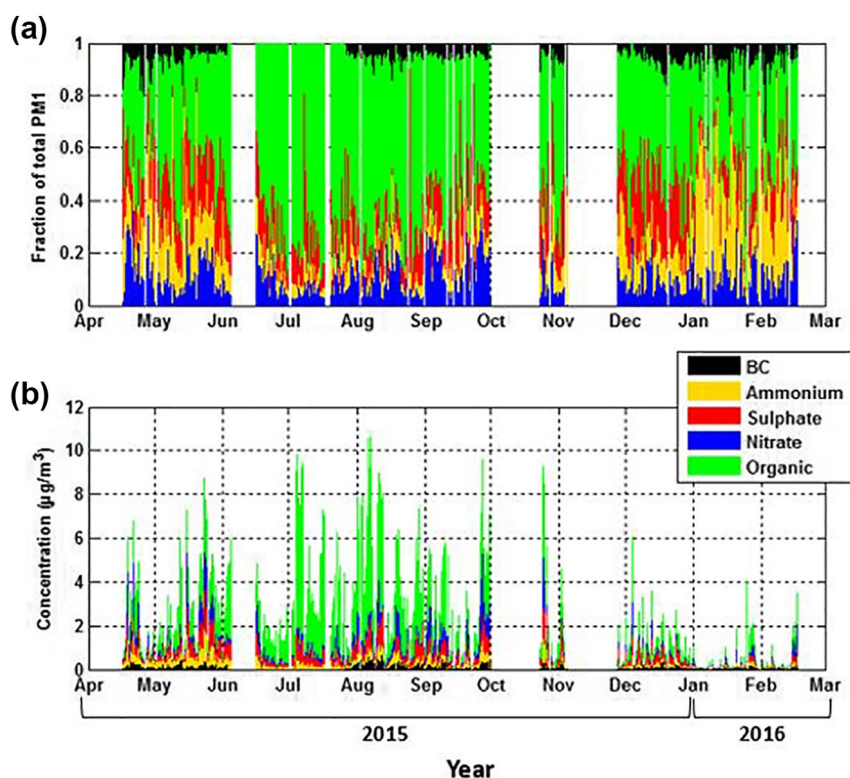 (a)
Fraction of total PM1
1
0.8
0.6
0.4
0.2
0
Apr May Jun Jul Aug Sep Oct Nov Dec Jan Feb Mar
BC
Ammonium
Sulphate
Nitrate
Organic
(b)
Concentration (µg/m³)
12
10
8
6
4
2
0
Apr May Jun Jul Aug Sep Oct Nov Dec Jan Feb Mar
2015 2016
Year